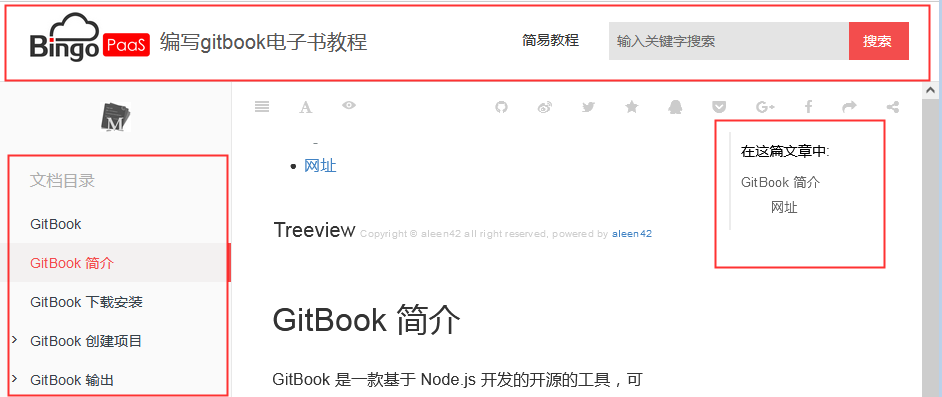 Bingo PaaS 编写gitbook电子书教程 简易教程 输入关键字搜索 搜索
M
文档目录
GitBook
GitBook 简介
GitBook 下载安装
GitBook 创建项目
GitBook 输出
A
G+
f
网址
Treeview Copyright © aleen42 all right reserved, powered by aleen42
在这篇文章中:
GitBook 简介
网址
GitBook 简介
GitBook 是一款基于 Node.js 开发的开源的工具，可